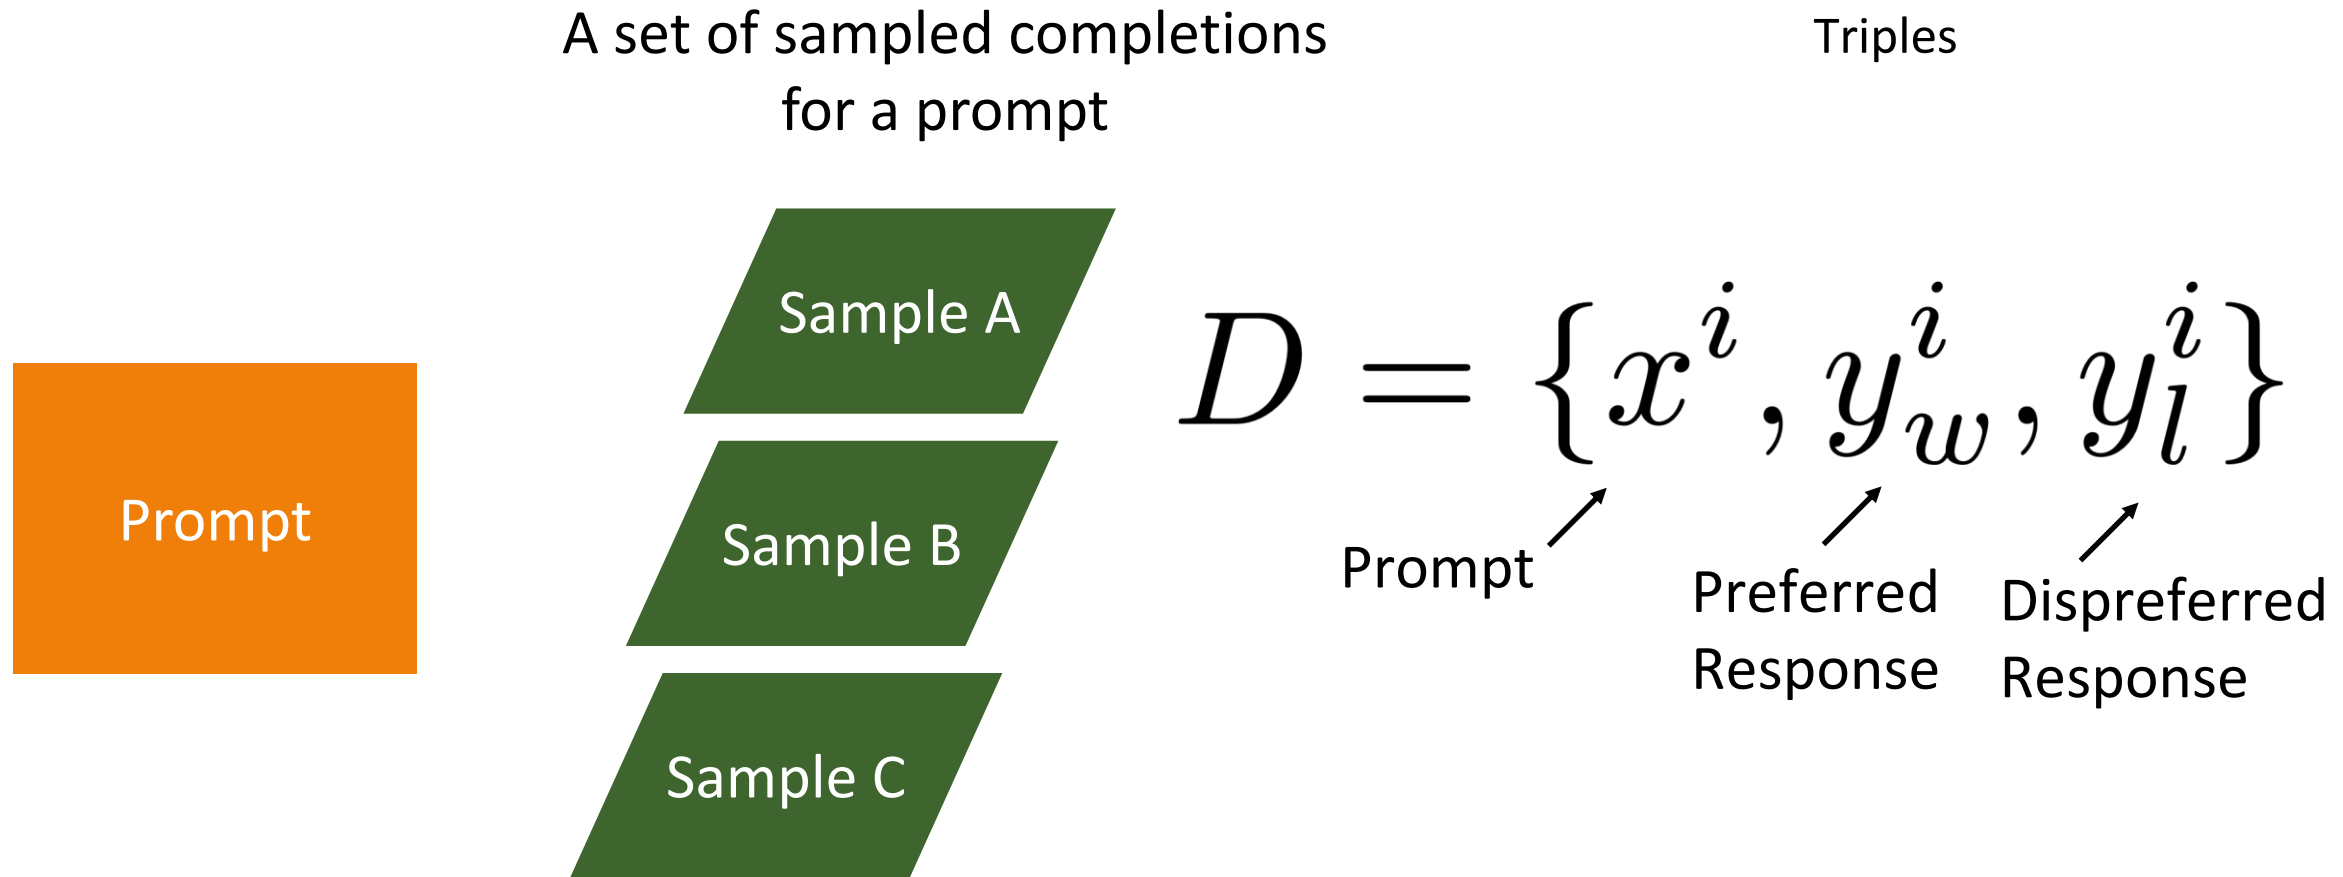 A set of sampled completions
for a prompt
Triples
Prompt
Sample A
Sample B
Sample C
D = {x^i, y_w^i, y_l^i}
Prompt
Preferred
Response
Dispreferred
Response